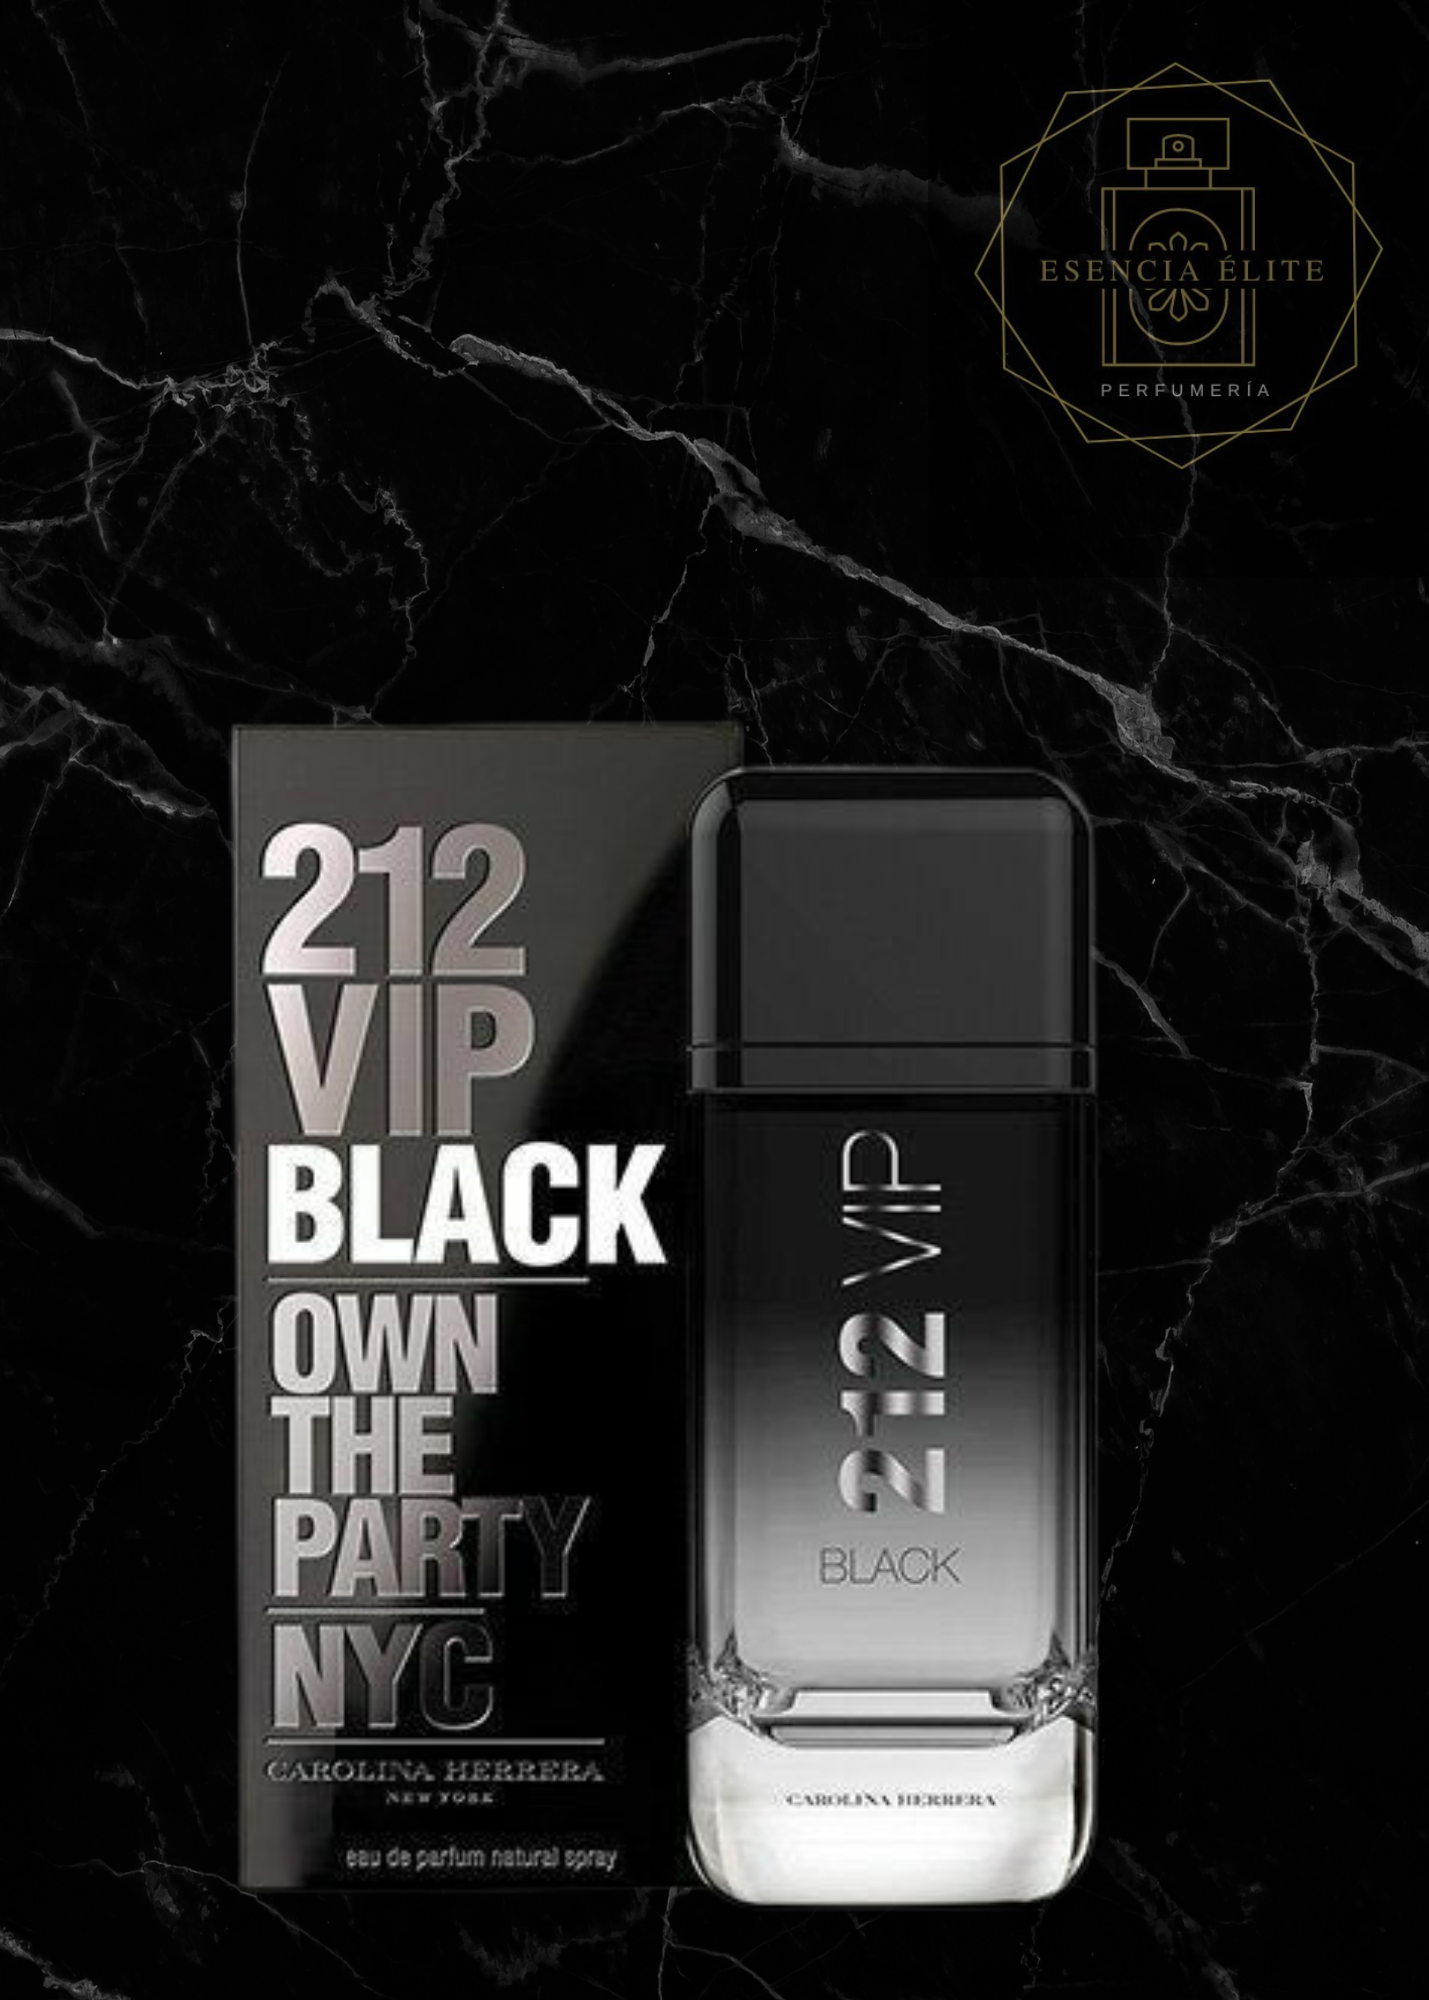 ESENCIA ÉLITE
PERFUMERÍA
212
VIP
BLACK
OWN
THE
PARTY
NYC
CAROLINA HERRERA
NEW YORK
eau de parfum natural spray
212 VIP
BLACK
CAROLINA HERRERA